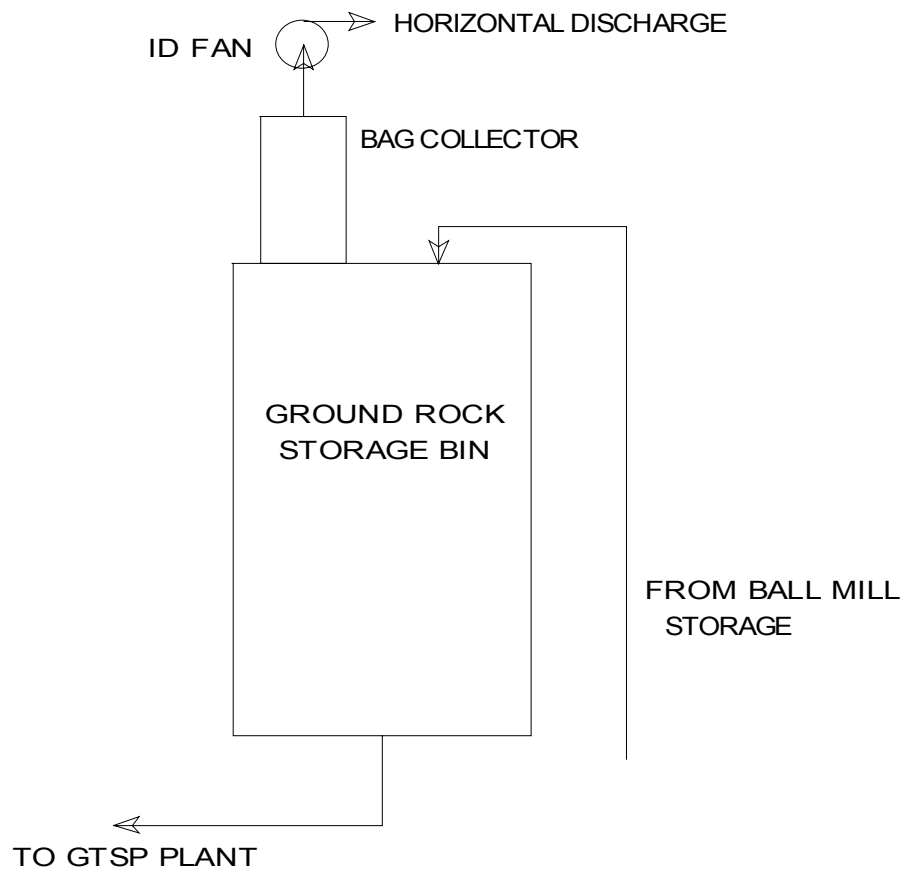 HORIZONTAL DISCHARGE
ID FAN
BAG COLLECTOR
GROUND ROCK
STORAGE BIN
FROM BALL MILL
STORAGE
TO GTSP PLANT